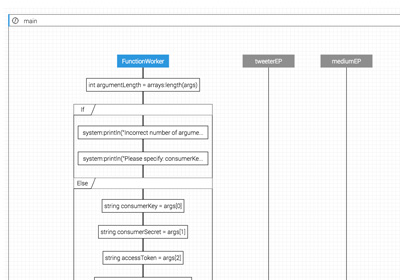 main
FunctionWorker
tweeterEP
mediumEP
int argumentLength = arrays:length(args)
If
system:println("Incorrect number of argume...
system:println("Please specify: consumerKe...
Else
string consumerKey = args[0]
string consumerSecret = args[1]
string accessToken = args[2]